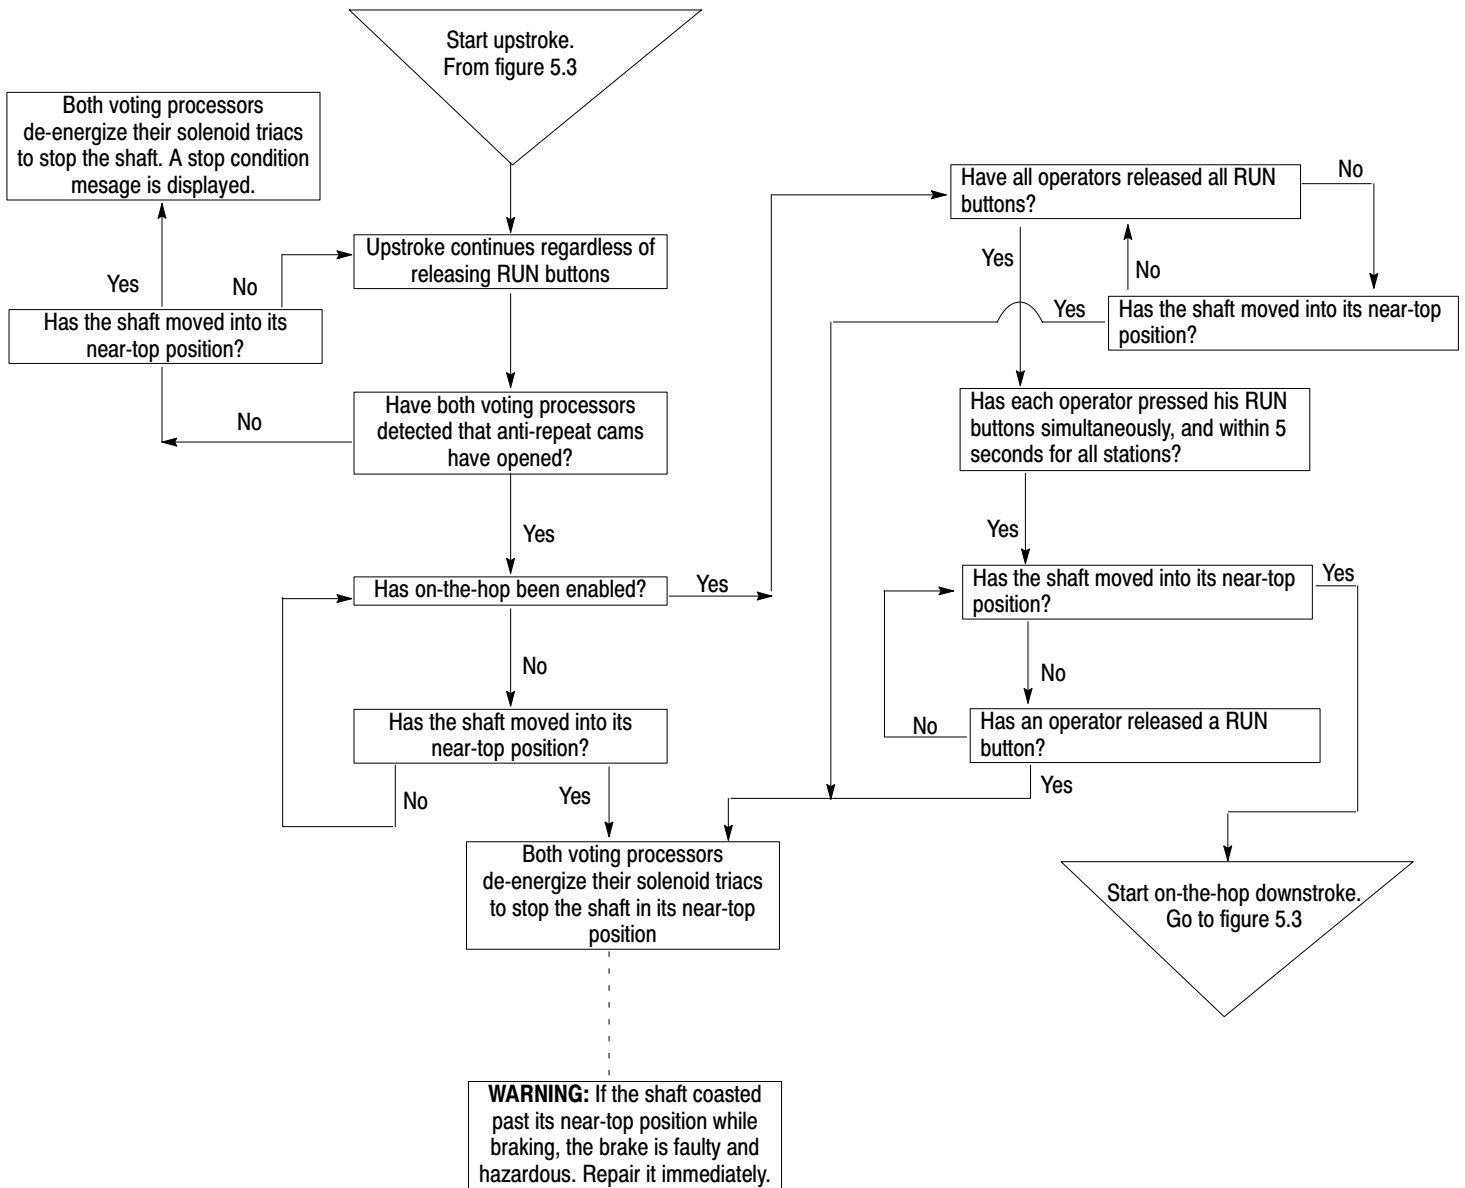 Start upstroke.
From figure 5.3
Both voting processors
de-energize their solenoid triacs
to stop the shaft. A stop condition
mesage is displayed.
Yes
No
Upstroke continues regardless of
releasing RUN buttons
Has the shaft moved into its
near-top position?
No
Have both voting processors
detected that anti-repeat cams
have opened?
Yes
Has on-the-hop been enabled?
Yes
No
Has the shaft moved into its
near-top position?
No
Yes
Both voting processors
de-energize their solenoid triacs
to stop the shaft in its near-top
position
WARNING: If the shaft coasted
past its near-top position while
braking, the brake is faulty and
hazardous. Repair it immediately.
Have all operators released all RUN
buttons?
No
Yes
No
Yes
Has the shaft moved into its near-top
position?
Has each operator pressed his RUN
buttons simultaneously, and within 5
seconds for all stations?
Yes
Has the shaft moved into its near-top
position?
Yes
No
No
Has an operator released a RUN
button?
Yes
Start on-the-hop downstroke.
Go to figure 5.3